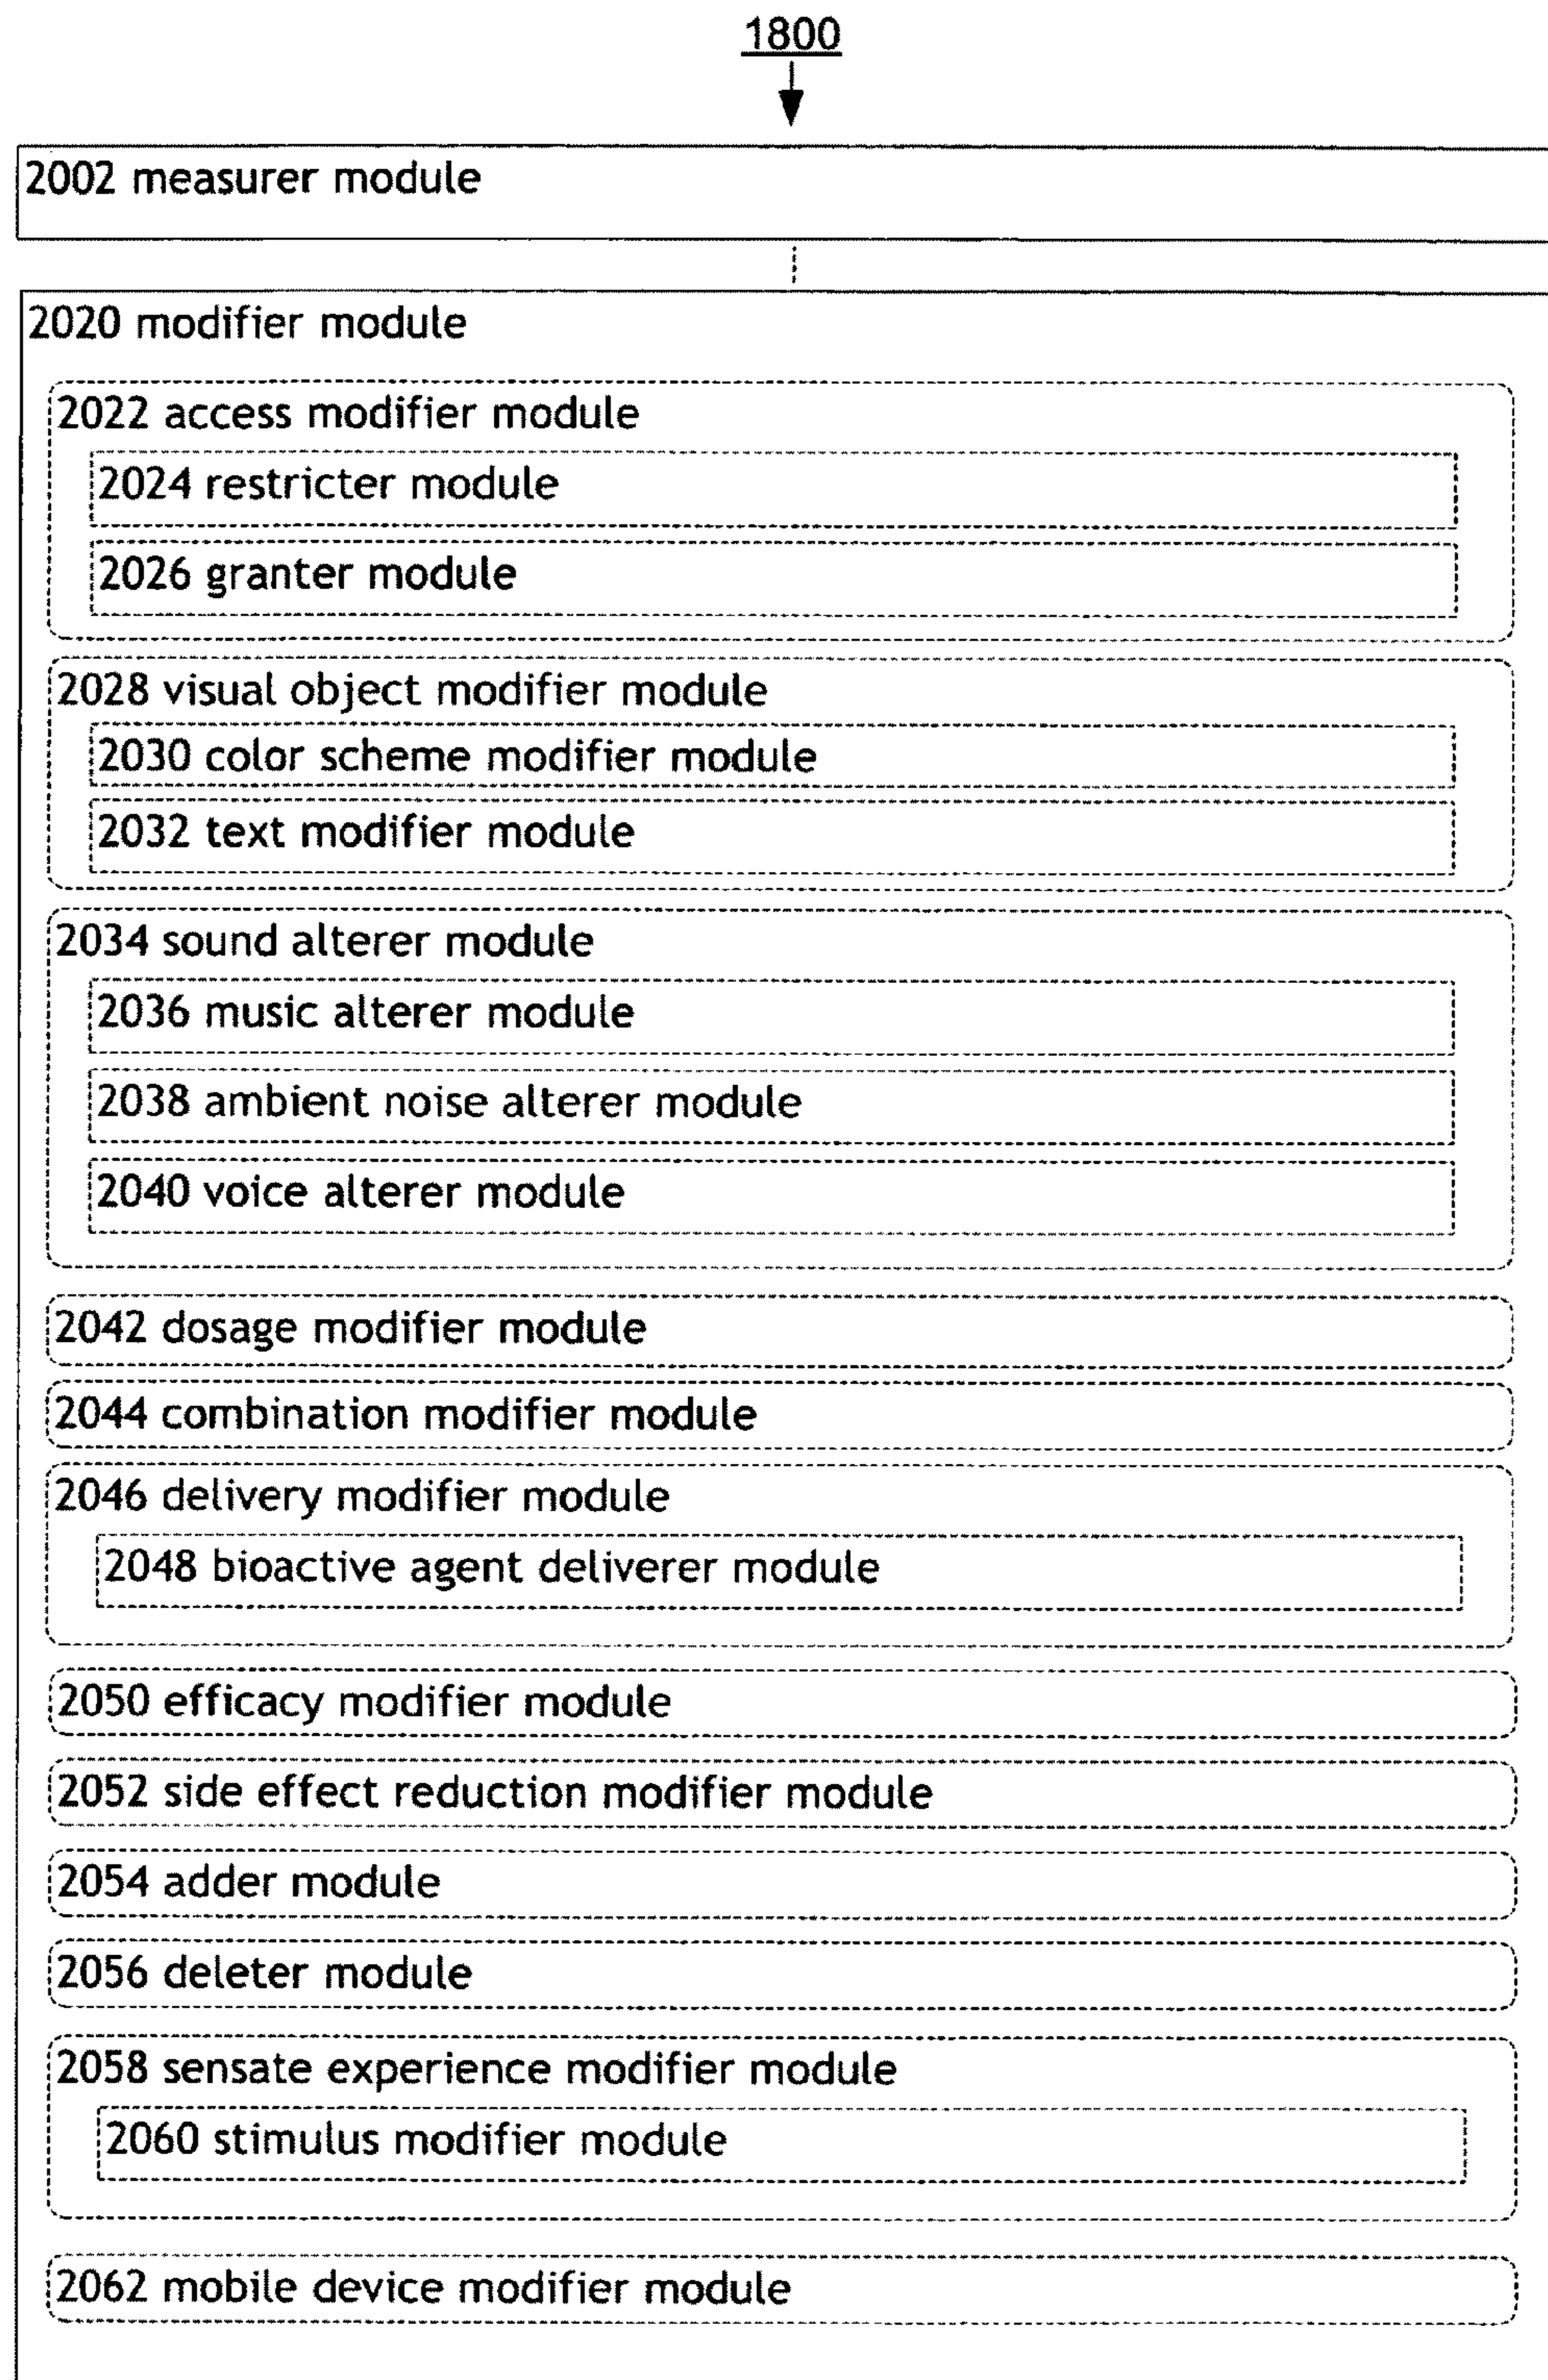 1800
2002 measurer module
2020 modifier module
2022 access modifier module
2024 restricter module
2026 granter module
2028 visual object modifier module
2030 color scheme modifier module
2032 text modifier module
2034 sound alterer module
2036 music alterer module
2038 ambient noise alterer module
2040 voice alterer module
2042 dosage modifier module
2044 combination modifier module
2046 delivery modifier module
2048 bioactive agent deliverer module
2050 efficacy modifier module
2052 side effect reduction modifier module
2054 adder module
2056 deleter module
2058 sensate experience modifier module
2060 stimulus modifier module
2062 mobile device modifier module